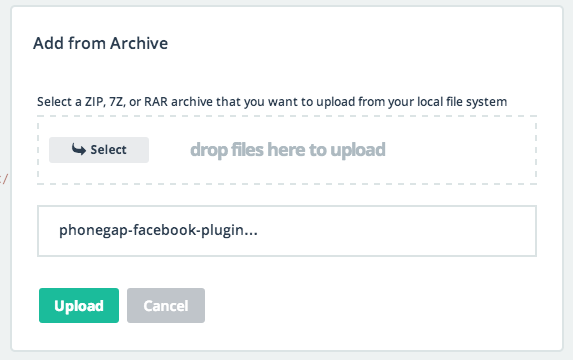 Add from Archive
Select a ZIP, 7Z, or RAR archive that you want to upload from your local file system
Select
drop files here to upload
phonegap-facebook-plugin...
Upload
Cancel